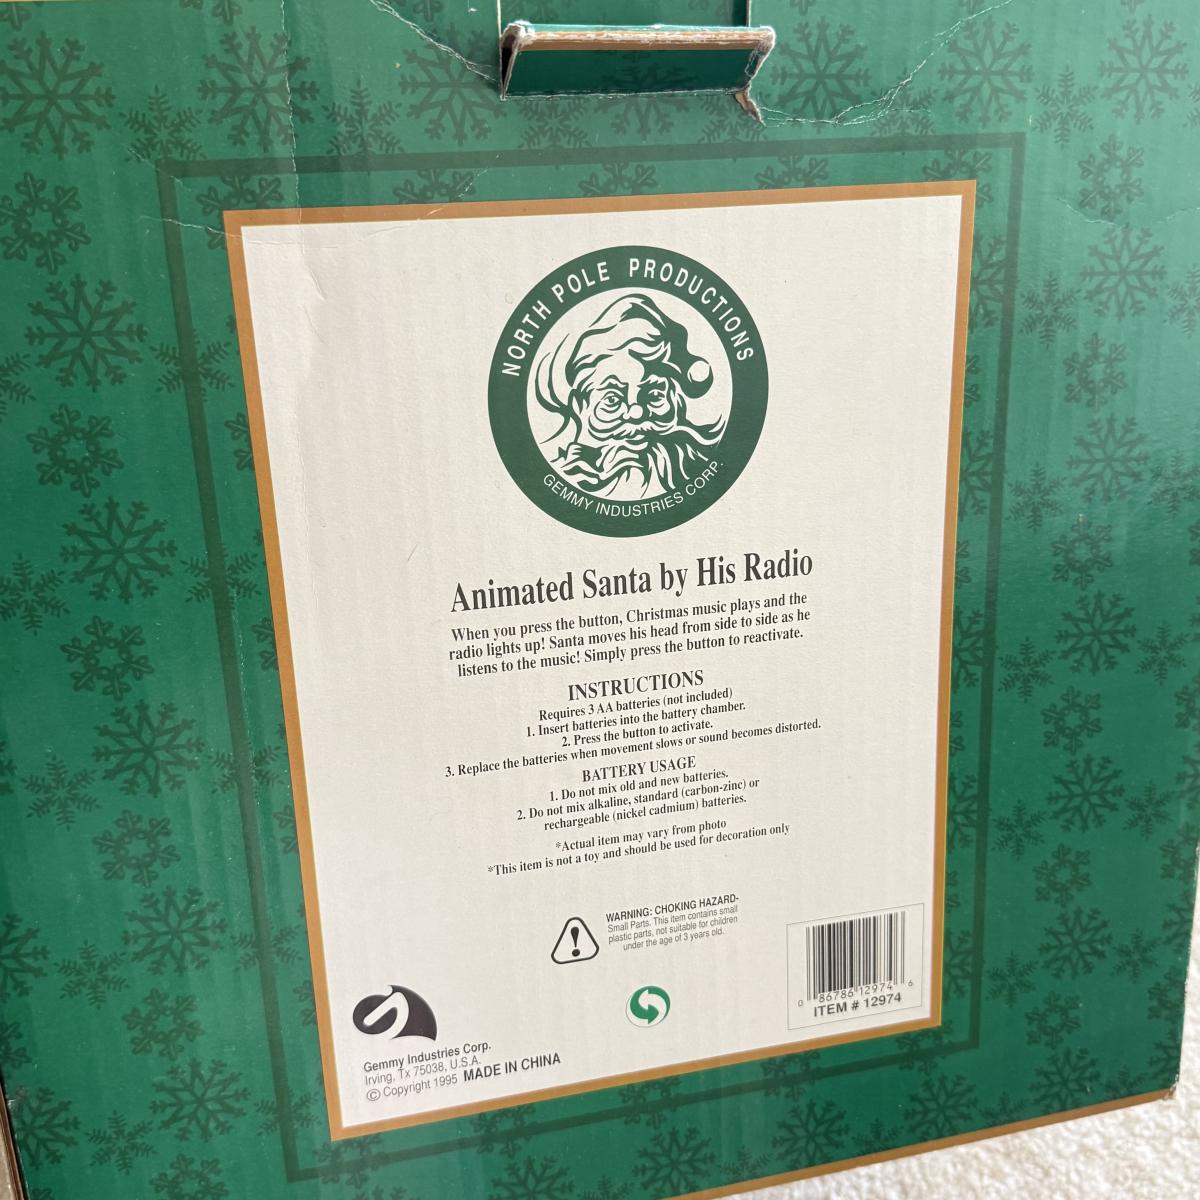 NORTH POLE PRODUCTIONS
GEMMY INDUSTRIES CORP.
Animated Santa by His Radio
When you press the button, Christmas music plays and the
radio lights up! Santa moves his head from side to side as he
listens to the music! Simply press the button to reactivate.
INSTRUCTIONS
Requires 3 AA batteries (not included)
1. Insert batteries into the battery chamber.
2. Press the button to activate.
3. Replace the batteries when movement slows or sound becomes distorted.
BATTERY USAGE
1. Do not mix old and new batteries.
2. Do not mix alkaline, standard (carbon-zinc) or
rechargeable (nickel cadmium) batteries.
*Actual item may vary from photo
*This item is not a toy and should be used for decoration only
WARNING: CHOKING HAZARD-
Small Parts. This item contains small
plastic parts, not suitable for children
under the age of 3 years old.
0 86786 12974 6
ITEM # 12974
Gemmy Industries Corp.
Irving, Tx 75038, U.S.A.
© Copyright 1995 MADE IN CHINA